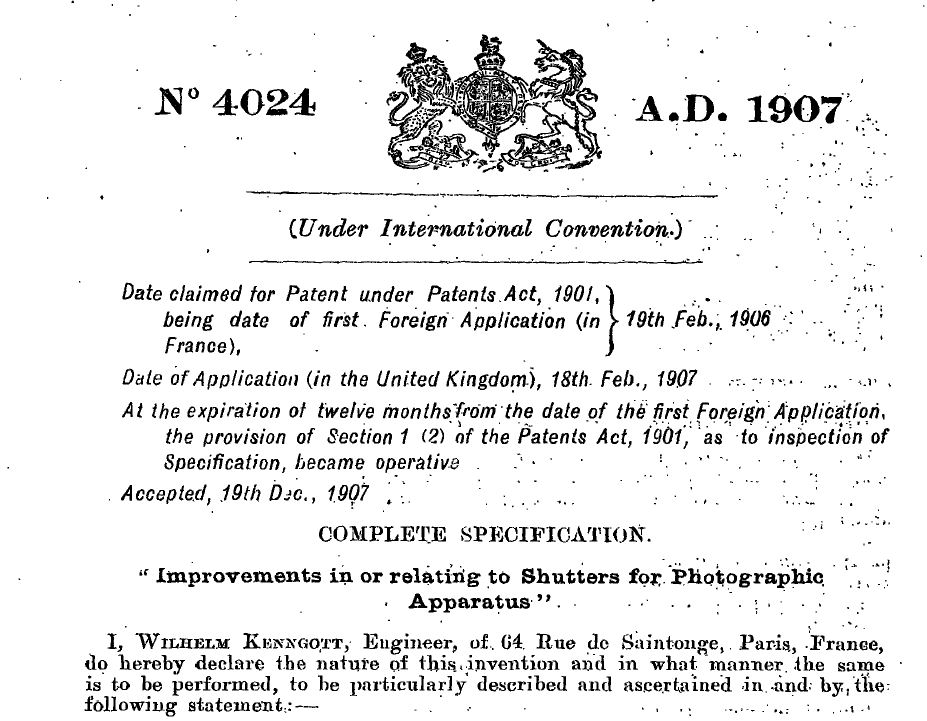 Nº 4024
A.D. 1907
(Under International Convention.)
Date claimed for Patent under Patents Act, 1901,
being date of first Foreign Application (in
France),
19th Feb., 1906
Date of Application (in the United Kingdom), 18th Feb., 1907
At the expiration of twelve months from the date of the first Foreign Application,
the provision of Section 1 (2) of the Patents Act, 1901, as to inspection of
Specification, became operative
Accepted, 19th Dec., 1907
COMPLETE SPECIFICATION.
"Improvements in or relating to Shutters for Photographic
Apparatus".
I, WILHELM KENNGOTT, Engineer, of 64 Rue de Saintonge, Paris, France,
do hereby declare the nature of this invention and in what manner the same
is to be performed, to be particularly described and ascertained in and by the
following statement:—